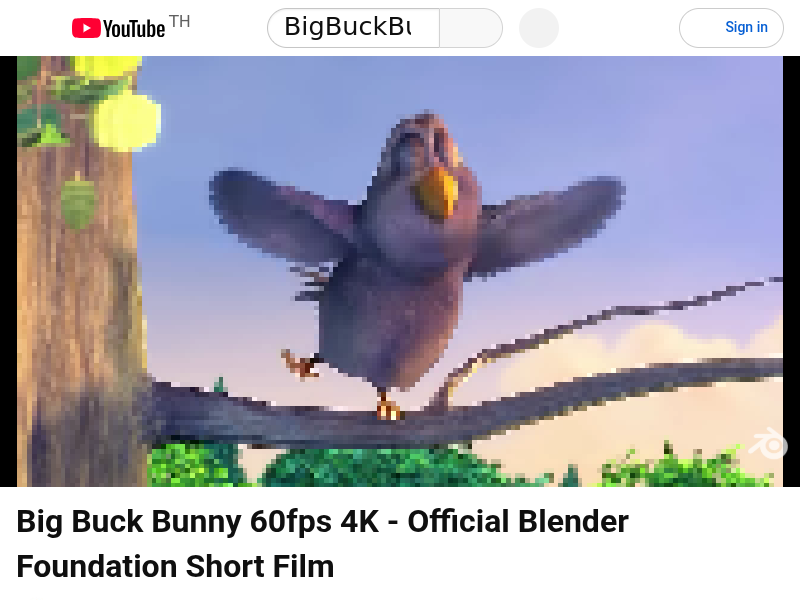 YouTube TH
BigBuckBu
Sign in
Big Buck Bunny 60fps 4K - Official Blender
Foundation Short Film